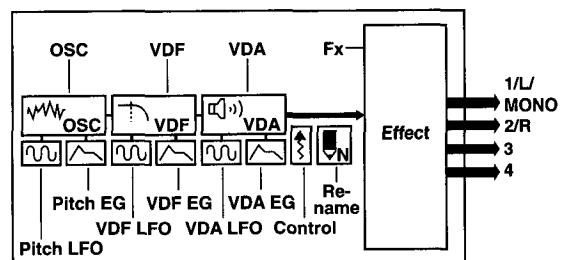 OSC VDF VDA Fx
OSC VDF VDA
N
Effect
1/L/
MONO
2/R
3
4
Pitch EG VDF EG VDA EG Re-
name
VDF LFO VDA LFO Control
Pitch LFO